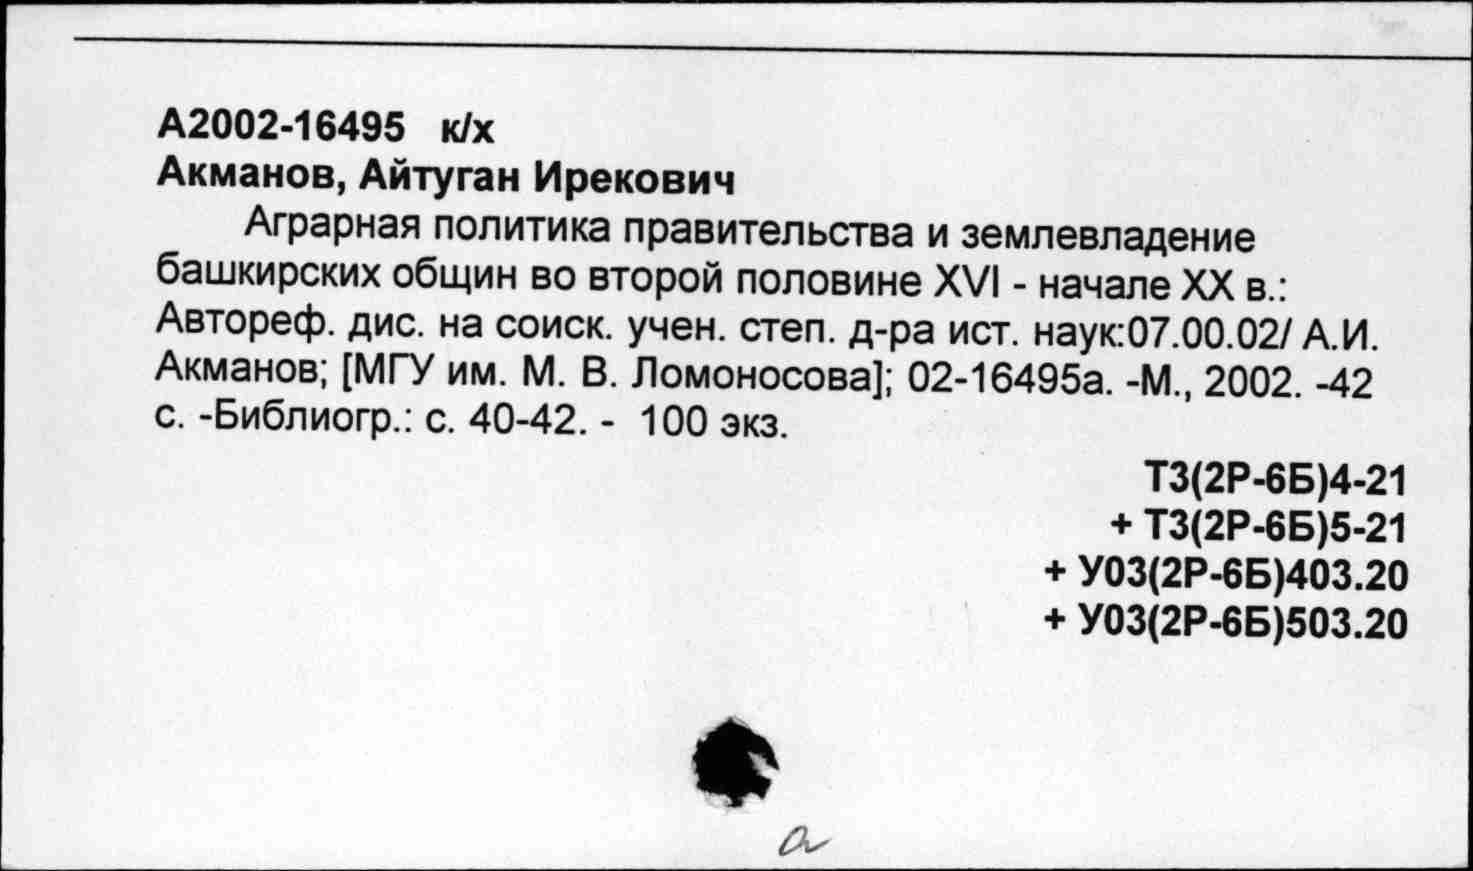 А2002-16495 к/х
Акманов, Айтуган Ирекович
Аграрная политика правительства и землевладение
башкирских общин во второй половине XVI - начале XX в.:
Автореф. дис. на соиск. учен. степ. д-ра ист. наук:07.00.02/ А.И.
Акманов; [МГУ им. М. В. Ломоносова]; 02-16495а. -М., 2002. -42
с. -Библиогр.: с. 40-42. - 100 экз.
Т3(2Р-6Б)4-21
+ Т3(2Р-6Б)5-21
+ У03(2Р-6Б)403.20
+ У03(2Р-6Б)503.20